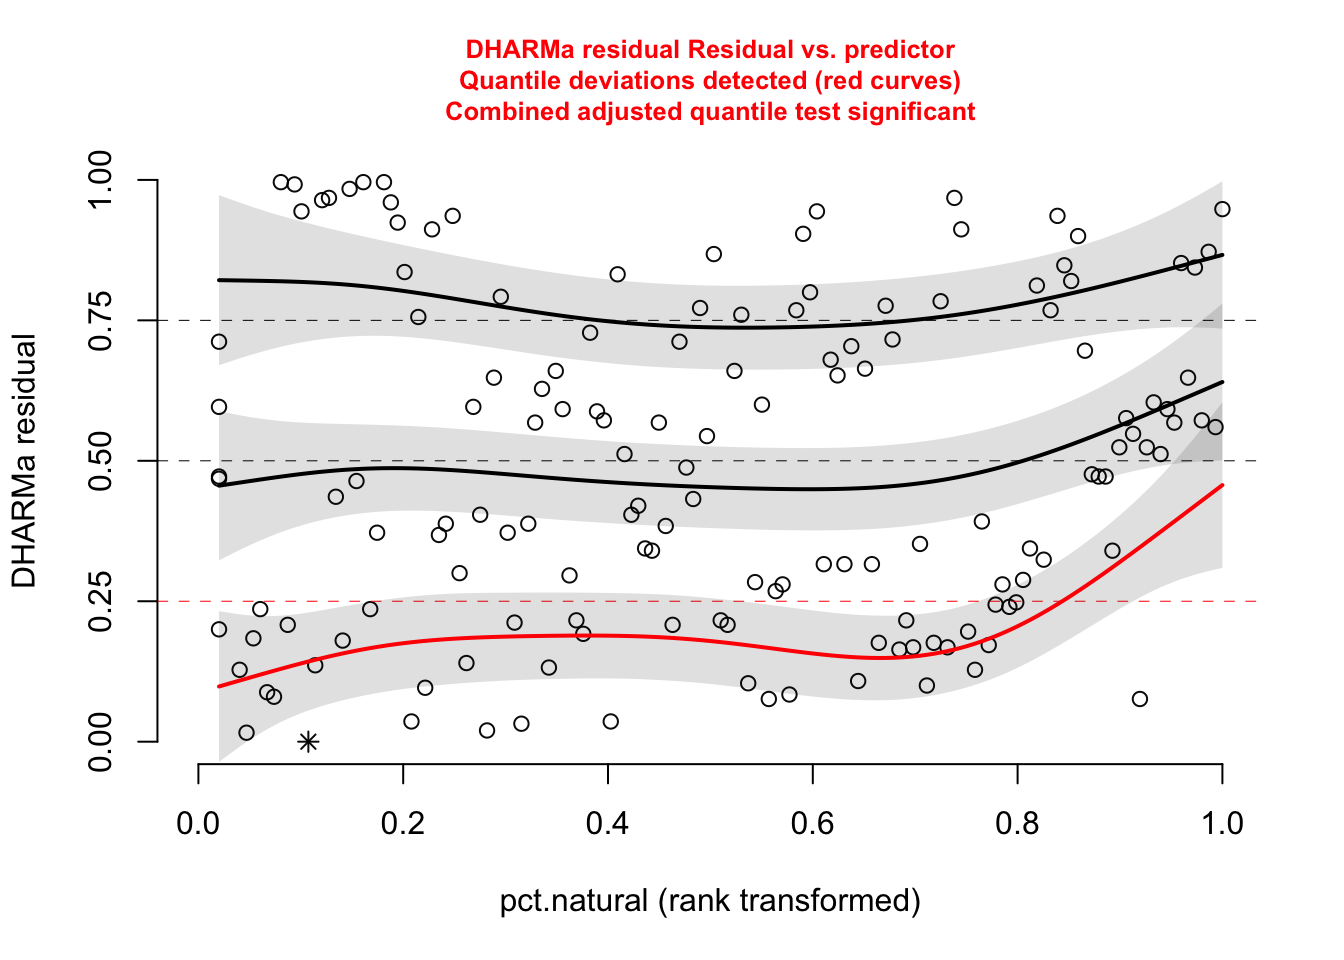 DHARMa residual Residual vs. predictor
Quantile deviations detected (red curves)
Combined adjusted quantile test significant
1.00
0.75
0.50
0.25
0.00
DHARMa residual
0.0 0.2 0.4 0.6 0.8 1.0
pct.natural (rank transformed)